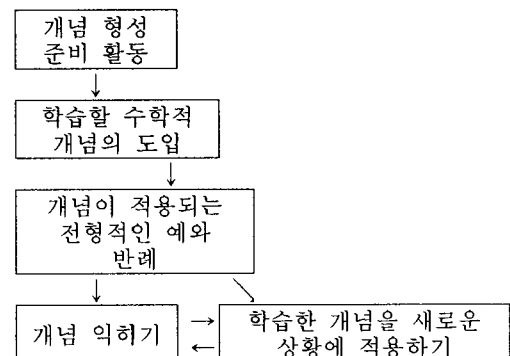 개념 형성
준비 활동
↓
학습할 수학적
개념의 도입
↓
개념이 적용되는
전형적인 예와
반례
↓
개념 익히기
→
←
학습한 개념을 새로운
상황에 적용하기